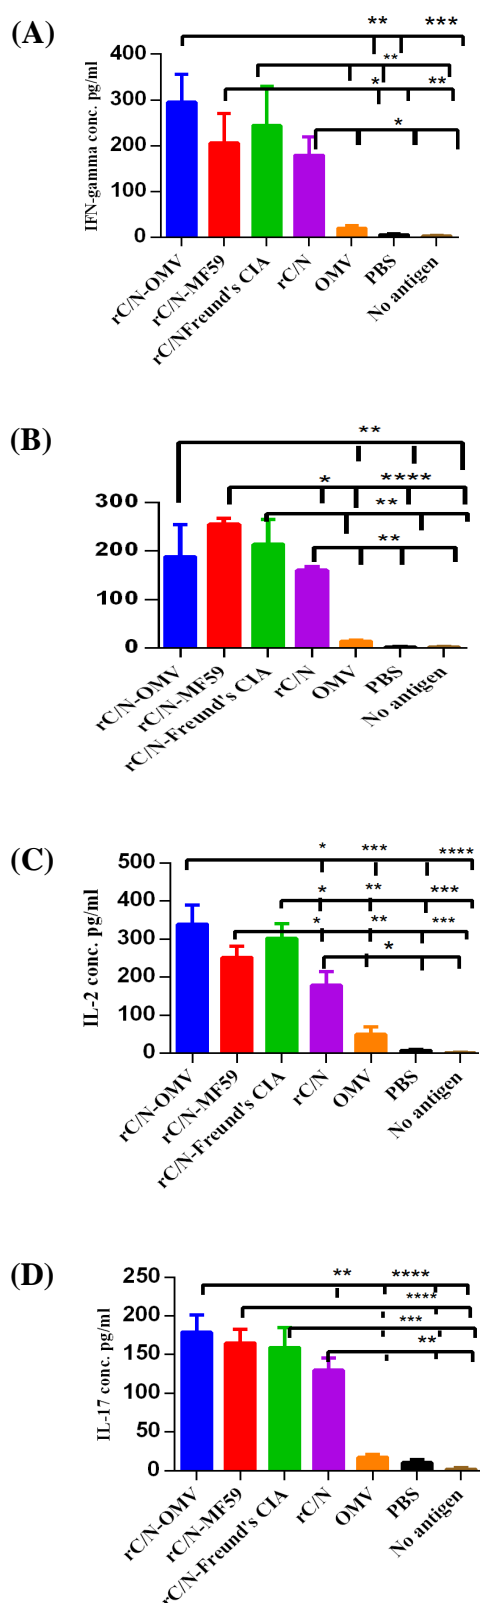 (A)
** ***
**
* **
*
IFN-gamma conc. pg/ml
400
300
200
100
0
rC/N-OMV
rC/N-MF59
rC/NFreund's CIA
rC/N
OMV
PBS
No antigen
(B)
**
* ****
**
**
300
200
100
0
rC/N-OMV
rC/N-MF59
rC/N-Freund's CIA
rC/N
OMV
PBS
No antigen
(C)
* *** ****
* ** ***
* ** ***
*
IL-2 conc. pg/ml
500
400
300
200
100
0
rC/N-OMV
rC/N-MF59
rC/N-Freund's CIA
rC/N
OMV
PBS
No antigen
(D)
** ****
****
***
**
IL-17 conc. pg/ml
250
200
150
100
50
0
rC/N-OMV
rC/N-MF59
rC/N-Freund's CIA
rC/N
OMV
PBS
No antigen